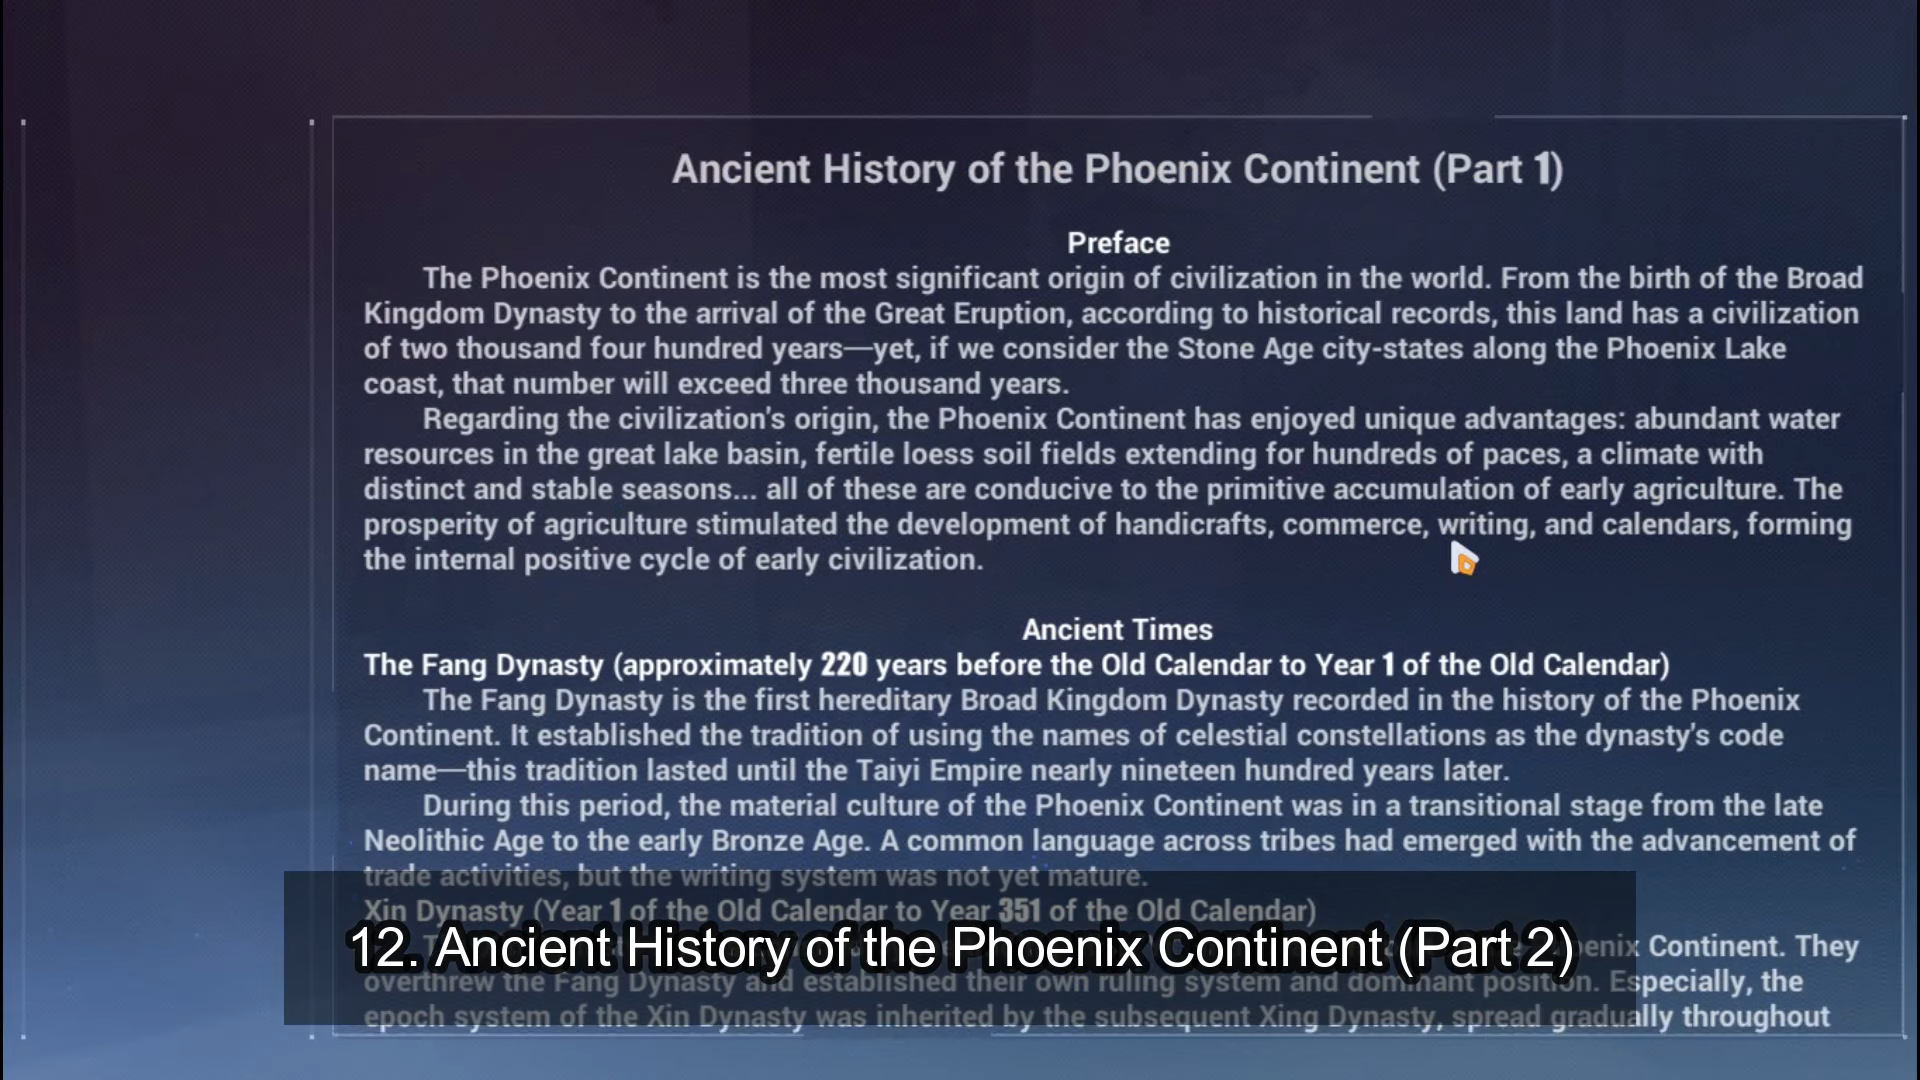 Ancient History of the Phoenix Continent (Part 1)
Preface
The Phoenix Continent is the most significant origin of civilization in the world. From the birth of the Broad
Kingdom Dynasty to the arrival of the Great Eruption, according to historical records, this land has a civilization
of two thousand four hundred years—yet, if we consider the Stone Age city-states along the Phoenix Lake
coast, that number will exceed three thousand years.
Regarding the civilization's origin, the Phoenix Continent has enjoyed unique advantages: abundant water
resources in the great lake basin, fertile loess soil fields extending for hundreds of paces, a climate with
distinct and stable seasons... all of these are conducive to the primitive accumulation of early agriculture. The
prosperity of agriculture stimulated the development of handicrafts, commerce, writing, and calendars, forming
the internal positive cycle of early civilization.
Ancient Times
The Fang Dynasty (approximately 220 years before the Old Calendar to Year 1 of the Old Calendar)
The Fang Dynasty is the first hereditary Broad Kingdom Dynasty recorded in the history of the Phoenix
Continent. It established the tradition of using the names of celestial constellations as the dynasty's code
name—this tradition lasted until the Taiyi Empire nearly nineteen hundred years later.
During this period, the material culture of the Phoenix Continent was in a transitional stage from the late
Neolithic Age to the early Bronze Age. A common language across tribes had emerged with the advancement of
trade activities, but the writing system was not yet mature.
Xin Dynasty (Year 1 of the Old Calendar to Year 351 of the Old Calendar)
Continent. They
12. Ancient History of the Phoenix Continent (Part 2)
overthrew the Fang Dynasty and established their own ruling system and dominant position. Especially, the
epoch system of the Xin Dynasty was inherited by the subsequent Xing Dynasty, spread gradually throughout